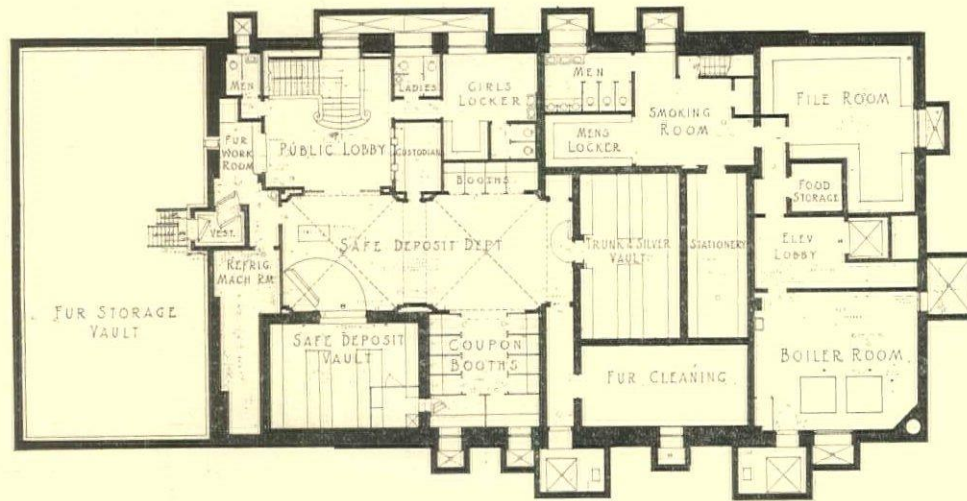 MEN
LADIES
GIRLS
LOCKER
MEN
SMOKING
ROOM
FILE ROOM
FUR
WORK
ROOM
PUBLIC LOBBY
CUSTODIAN
MENS
LOCKER
BOOTHS
FOOD
STORAGE
VEST.
SAFE DEPOSIT DEPT
TRUNK & SILVER
VAULT
STATIONERY
ELEV
LOBBY
REFRIG.
MACH RM.
FUR STORAGE
VAULT
SAFE DEPOSIT
VAULT
COUPON
BOOTHS
FUR CLEANING
BOILER ROOM